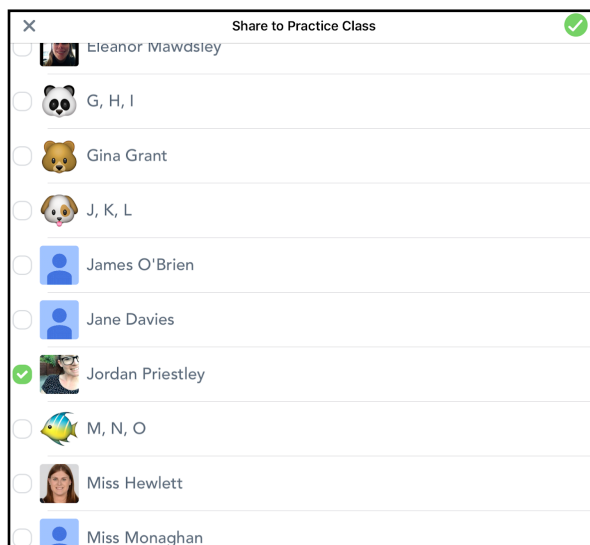 Share to Practice Class
Eleanor Mawdsley
G, H, I
Gina Grant
J, K, L
James O'Brien
Jane Davies
Jordan Priestley
M, N, O
Miss Hewlett
Miss Monaghan